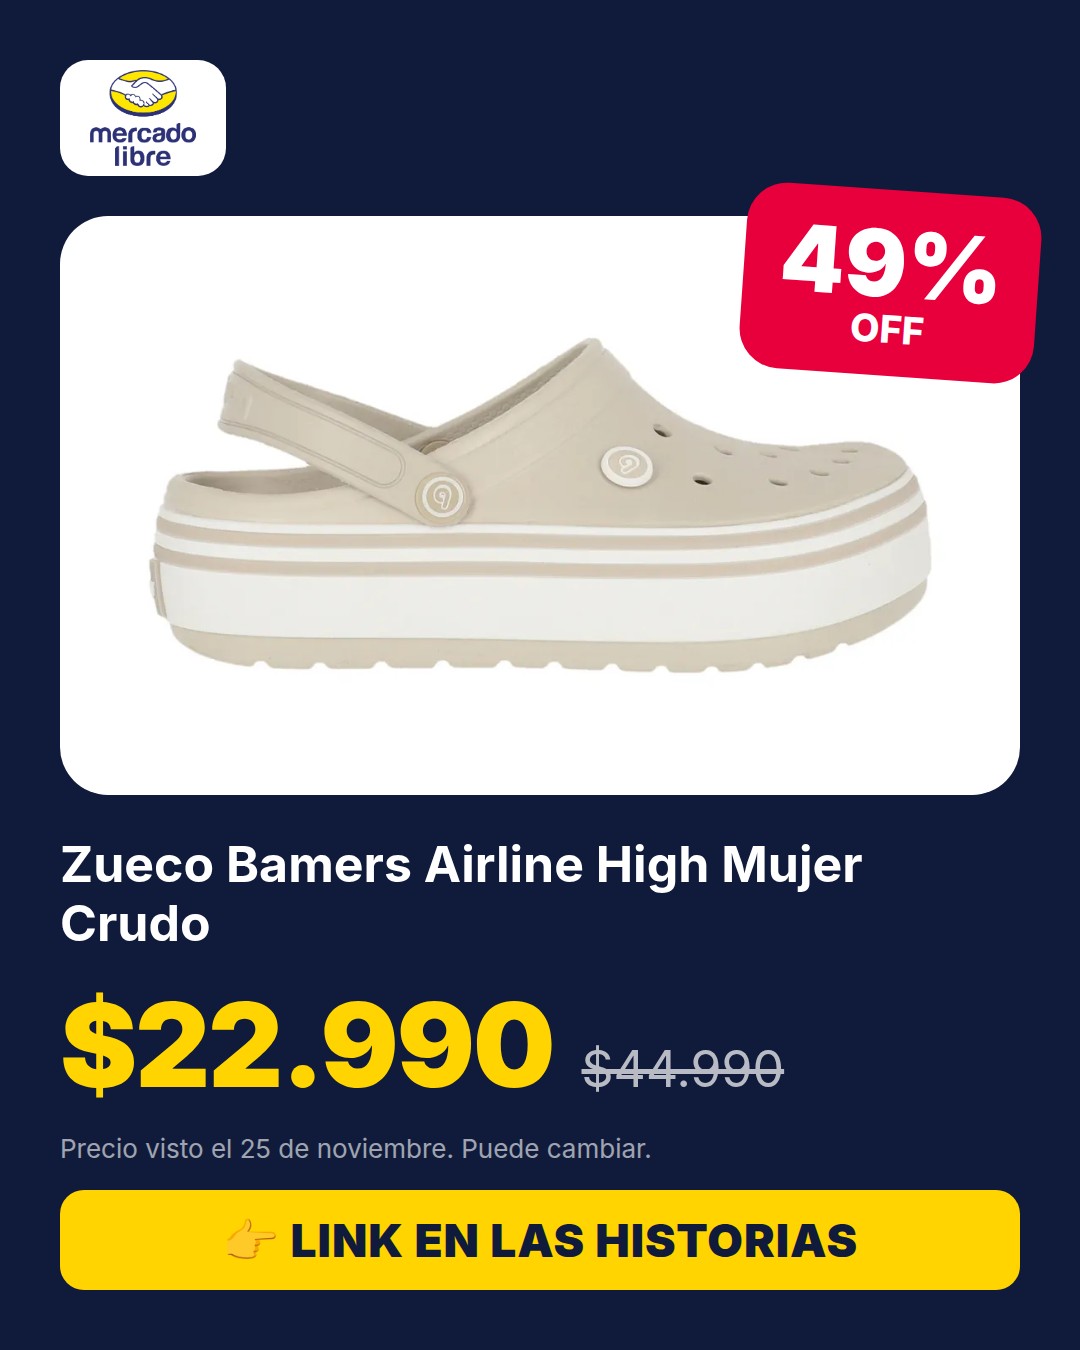 mercado
libre
49%
OFF
Zueco Bamers Airline High Mujer
Crudo
$22.990 $44.990
Precio visto el 25 de noviembre. Puede cambiar.
👉 LINK EN LAS HISTORIAS